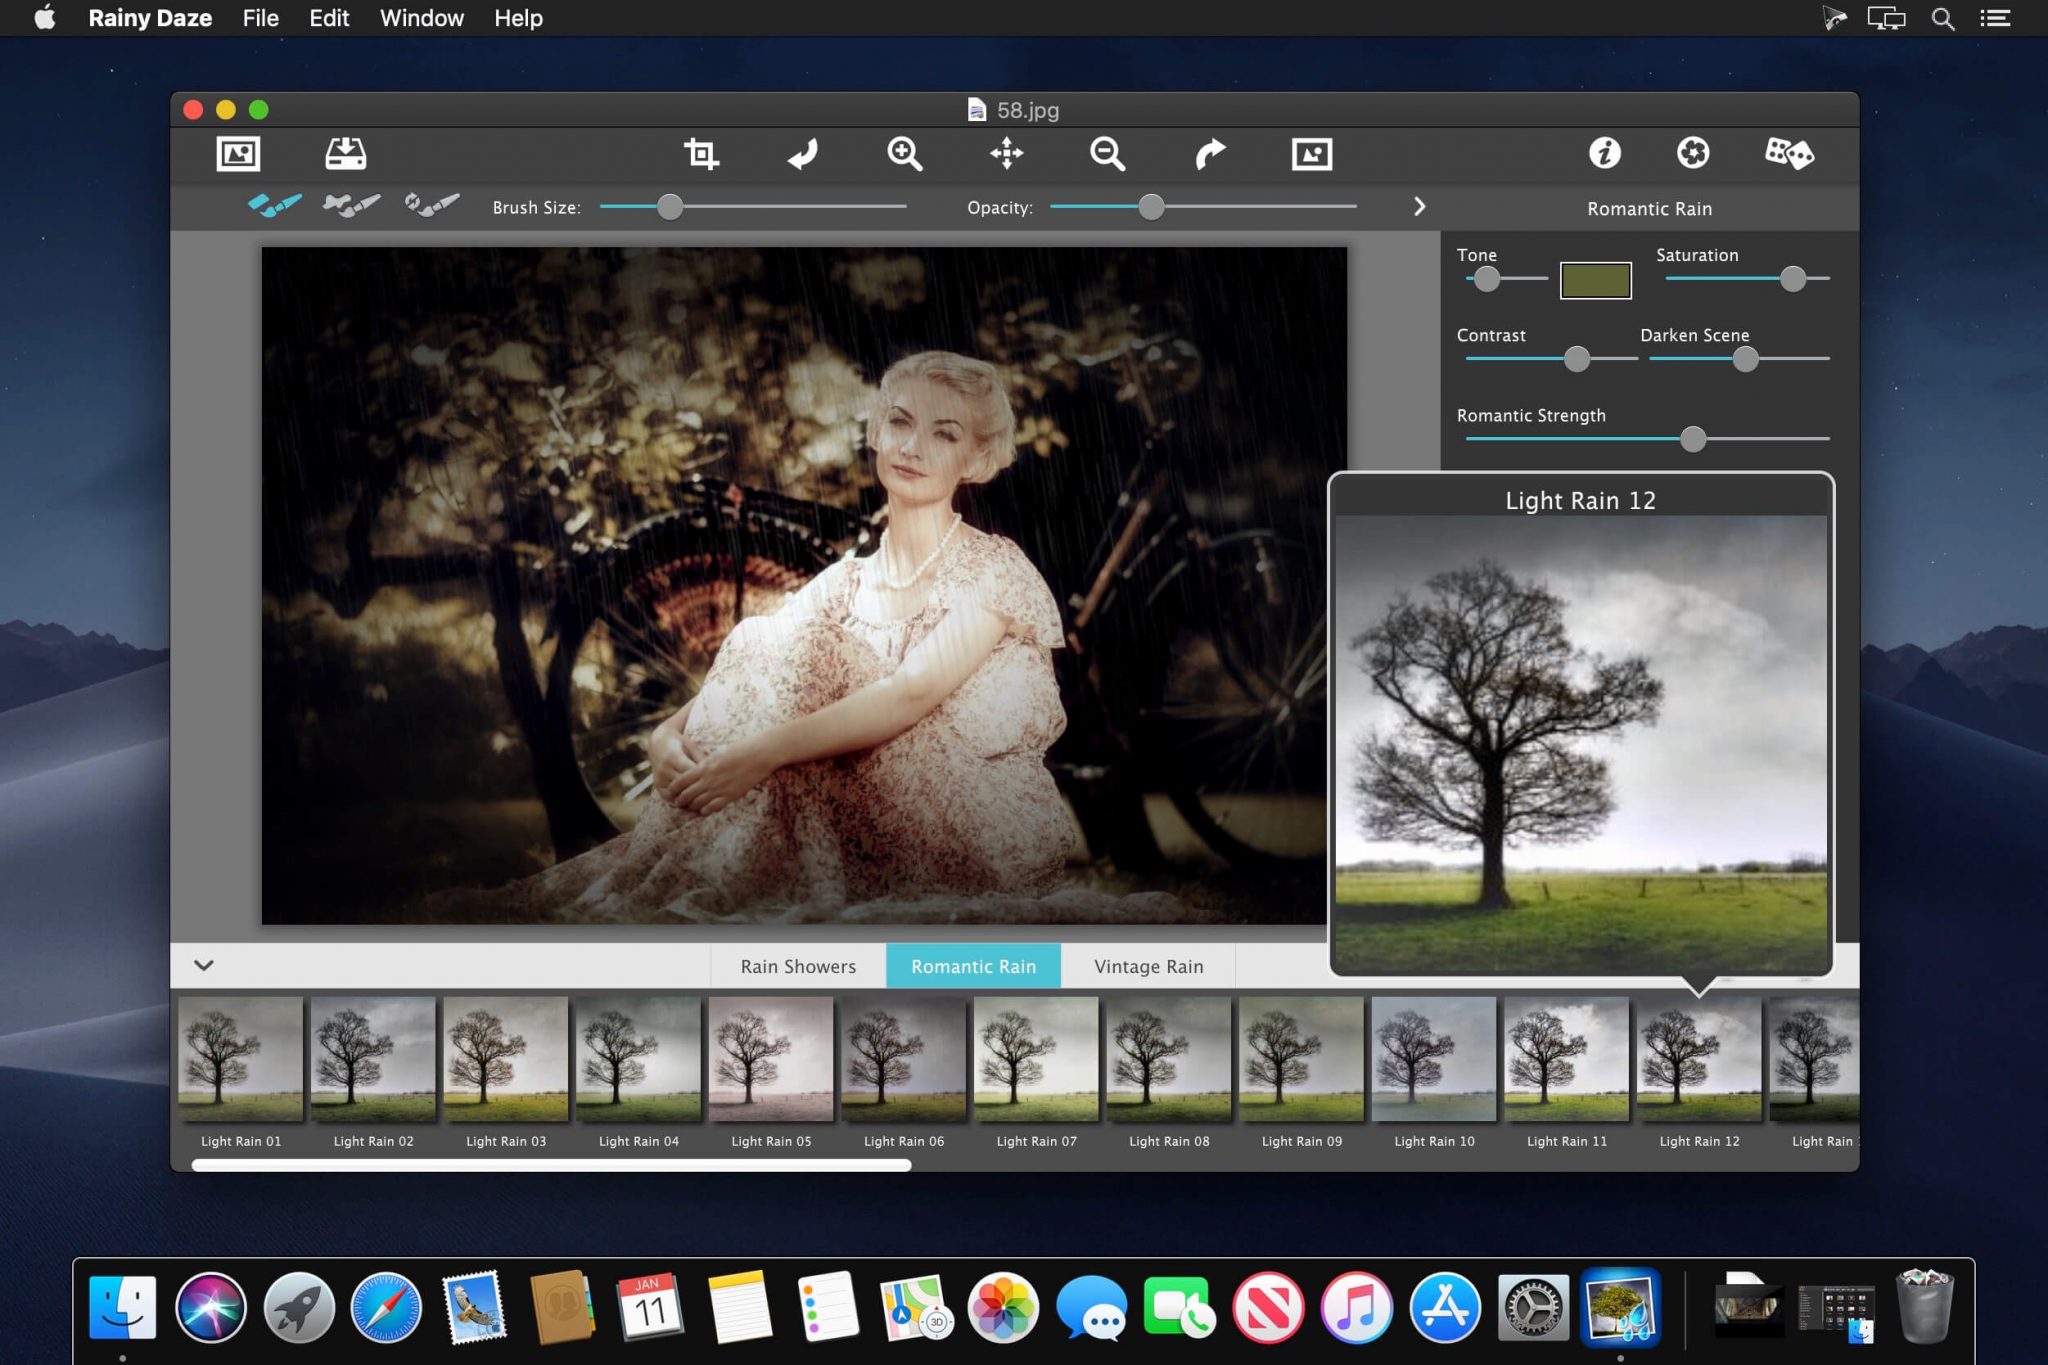 Rainy Daze File Edit Window Help
58.jpg
Brush Size: Opacity: Romantic Rain
Tone Saturation
Contrast Darken Scene
Romantic Strength
Light Rain 12
Rain Showers Romantic Rain Vintage Rain
Light Rain 01 Light Rain 02 Light Rain 03 Light Rain 04 Light Rain 05 Light Rain 06 Light Rain 07 Light Rain 08 Light Rain 09 Light Rain 10 Light Rain 11 Light Rain 12 Light Rain
JAN
11
3D